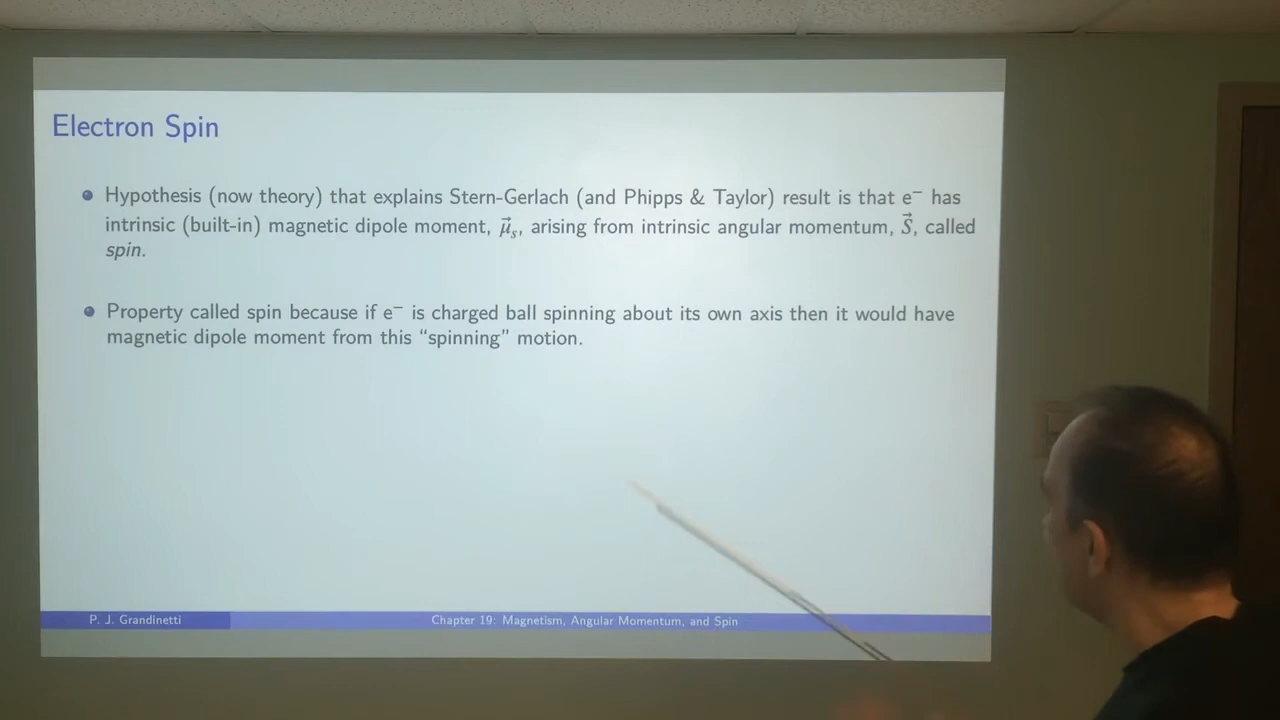 Electron Spin
Hypothesis (now theory) that explains Stern-Gerlach (and Phipps & Taylor) result is that e⁻ has
intrinsic (built-in) magnetic dipole moment, μ⃗ₛ, arising from intrinsic angular momentum, S⃗, called
spin.
Property called spin because if e⁻ is charged ball spinning about its own axis then it would have
magnetic dipole moment from this “spinning” motion.
P. J. Grandinetti
Chapter 19: Magnetism, Angular Momentum, and Spin